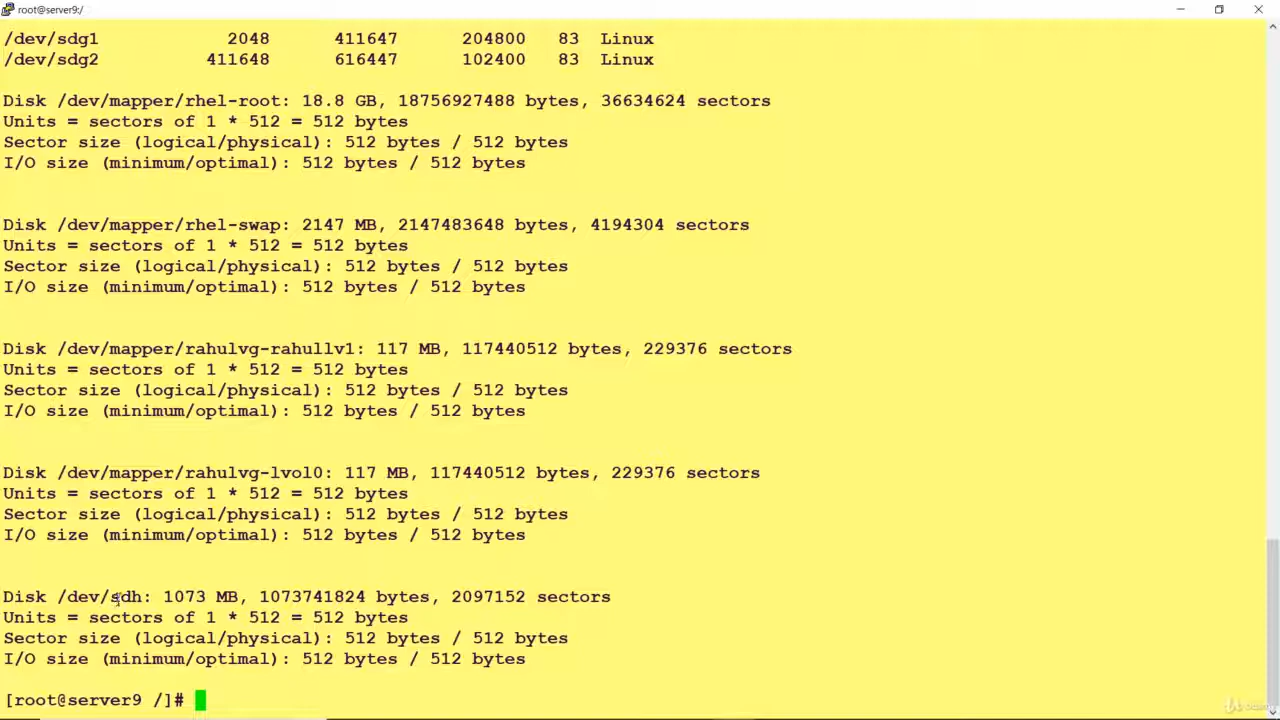 root@server9:/
/dev/sdg1 2048 411647 204800 83 Linux
/dev/sdg2 411648 616447 102400 83 Linux
Disk /dev/mapper/rhel-root: 18.8 GB, 18756927488 bytes, 36634624 sectors
Units = sectors of 1 * 512 = 512 bytes
Sector size (logical/physical): 512 bytes / 512 bytes
I/O size (minimum/optimal): 512 bytes / 512 bytes
Disk /dev/mapper/rhel-swap: 2147 MB, 2147483648 bytes, 4194304 sectors
Units = sectors of 1 * 512 = 512 bytes
Sector size (logical/physical): 512 bytes / 512 bytes
I/O size (minimum/optimal): 512 bytes / 512 bytes
Disk /dev/mapper/rahulvg-rahullv1: 117 MB, 117440512 bytes, 229376 sectors
Units = sectors of 1 * 512 = 512 bytes
Sector size (logical/physical): 512 bytes / 512 bytes
I/O size (minimum/optimal): 512 bytes / 512 bytes
Disk /dev/mapper/rahulvg-lvol0: 117 MB, 117440512 bytes, 229376 sectors
Units = sectors of 1 * 512 = 512 bytes
Sector size (logical/physical): 512 bytes / 512 bytes
I/O size (minimum/optimal): 512 bytes / 512 bytes
Disk /dev/sdh: 1073 MB, 1073741824 bytes, 2097152 sectors
Units = sectors of 1 * 512 = 512 bytes
Sector size (logical/physical): 512 bytes / 512 bytes
I/O size (minimum/optimal): 512 bytes / 512 bytes
[root@server9 /]#